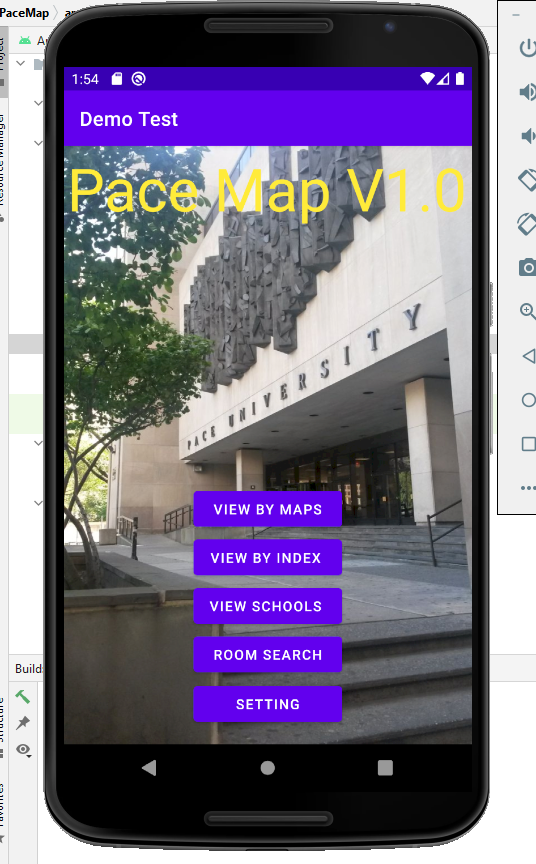 PaceMap
Project
Resource Manager
1:54
Demo Test
Pace Map V1.0
PACE UNIVERSITY
VIEW BY MAPS
VIEW BY INDEX
VIEW SCHOOLS
ROOM SEARCH
SETTING
Build:
Structure
Favorites